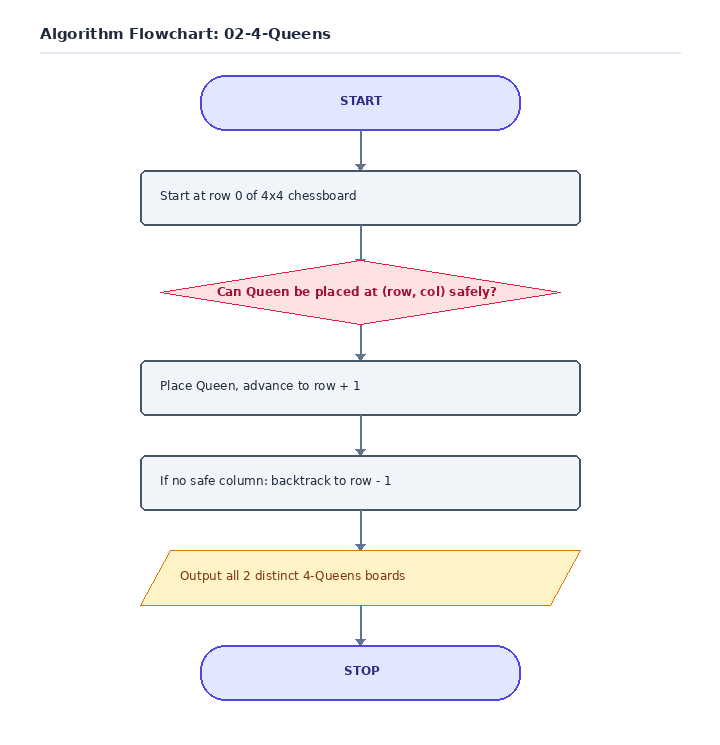 Algorithm Flowchart: 02-4-Queens
START
Start at row 0 of 4x4 chessboard
Can Queen be placed at (row, col) safely?
Place Queen, advance to row + 1
If no safe column: backtrack to row - 1
Output all 2 distinct 4-Queens boards
STOP